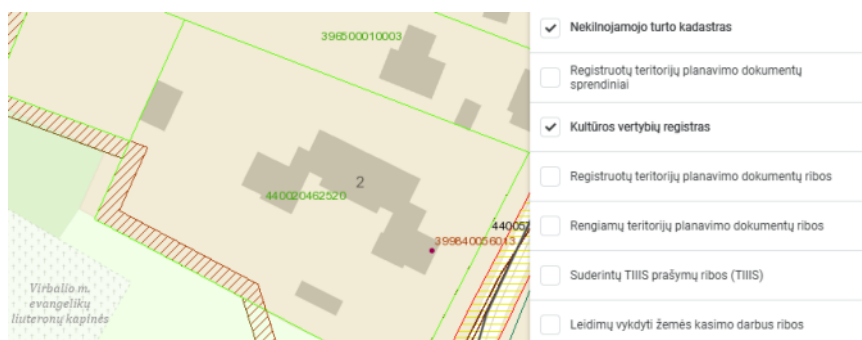 396500010003
2
440020462520
44005
399840056013
Virbalio m.
evangelikų
liuteronų kapinės
Nekilnojamojo turto kadastras
Registruotų teritorijų planavimo dokumentų
sprendiniai
Kultūros vertybių registras
Registruotų teritorijų planavimo dokumentų ribos
Rengiamų teritorijų planavimo dokumentų ribos
Suderintų TIIIS prašymų ribos (TIIIS)
Leidimų vykdyti žemės kasimo darbus ribos